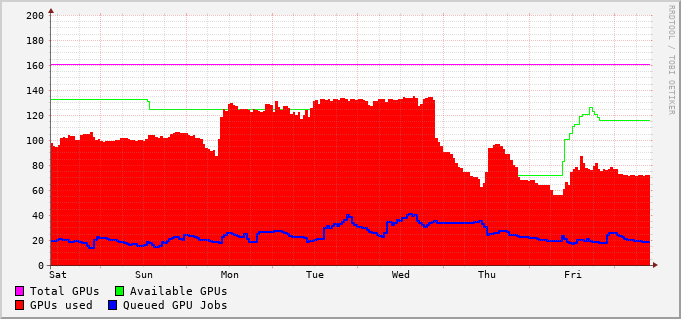 200
180
160
140
120
100
80
60
40
20
0
Sat Sun Mon Tue Wed Thu Fri
Total GPUs Available GPUs
GPUs used Queued GPU Jobs
RRDTOOL / TOBI OETIKER